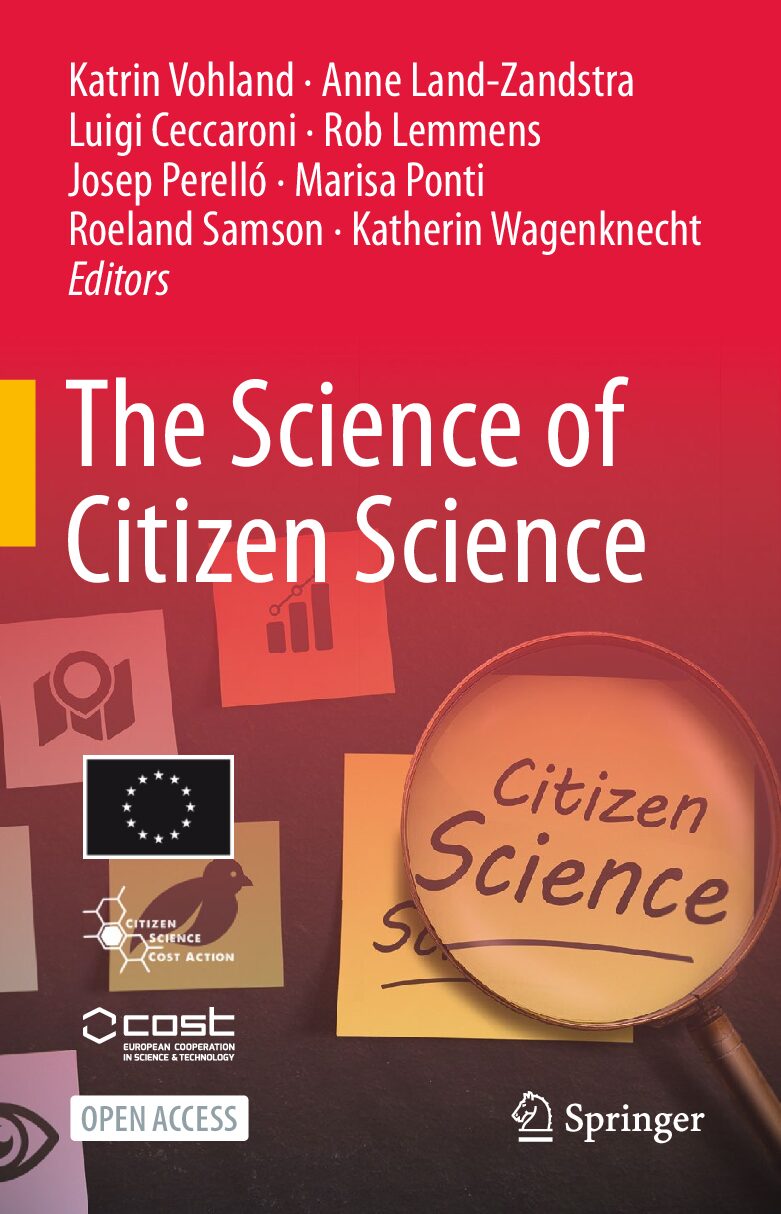 Katrin Vohland · Anne Land-Zandstra
Luigi Ceccaroni · Rob Lemmens
Josep Perelló · Marisa Ponti
Roeland Samson · Katherin Wagenknecht
Editors
The Science of
Citizen Science
Citizen
Science
CITIZEN
SCIENCE
COST ACTION
cost
EUROPEAN COOPERATION
IN SCIENCE & TECHNOLOGY
OPEN ACCESS
Springer